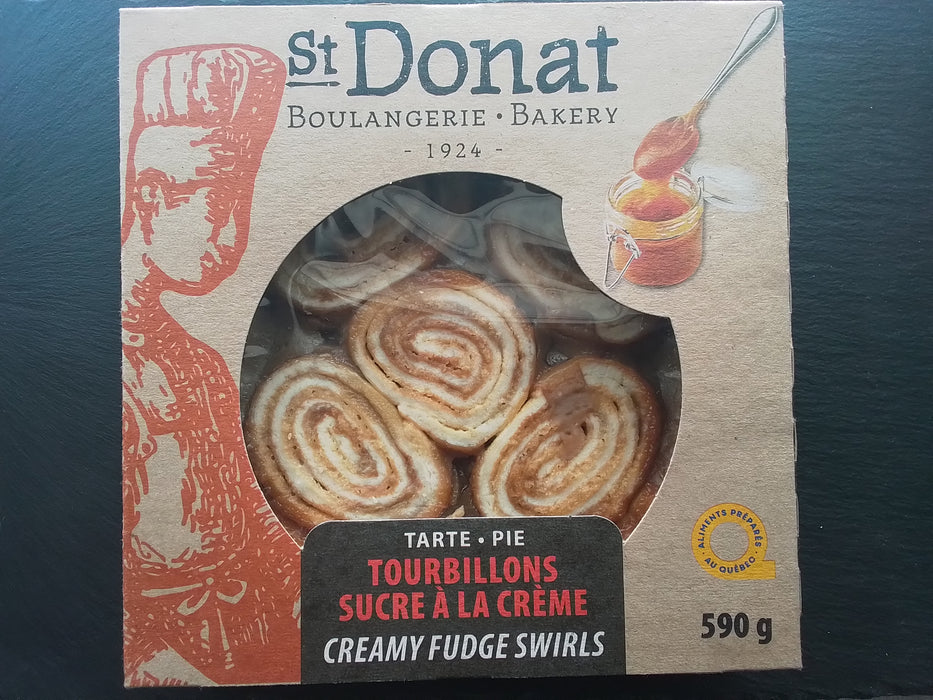 St Donat
BOULANGERIE • BAKERY
- 1924 -
TARTE • PIE
TOURBILLONS
SUCRE À LA CRÈME
CREAMY FUDGE SWIRLS
ALIMENTS PRÉPARÉS
AU QUÉBEC
590 g